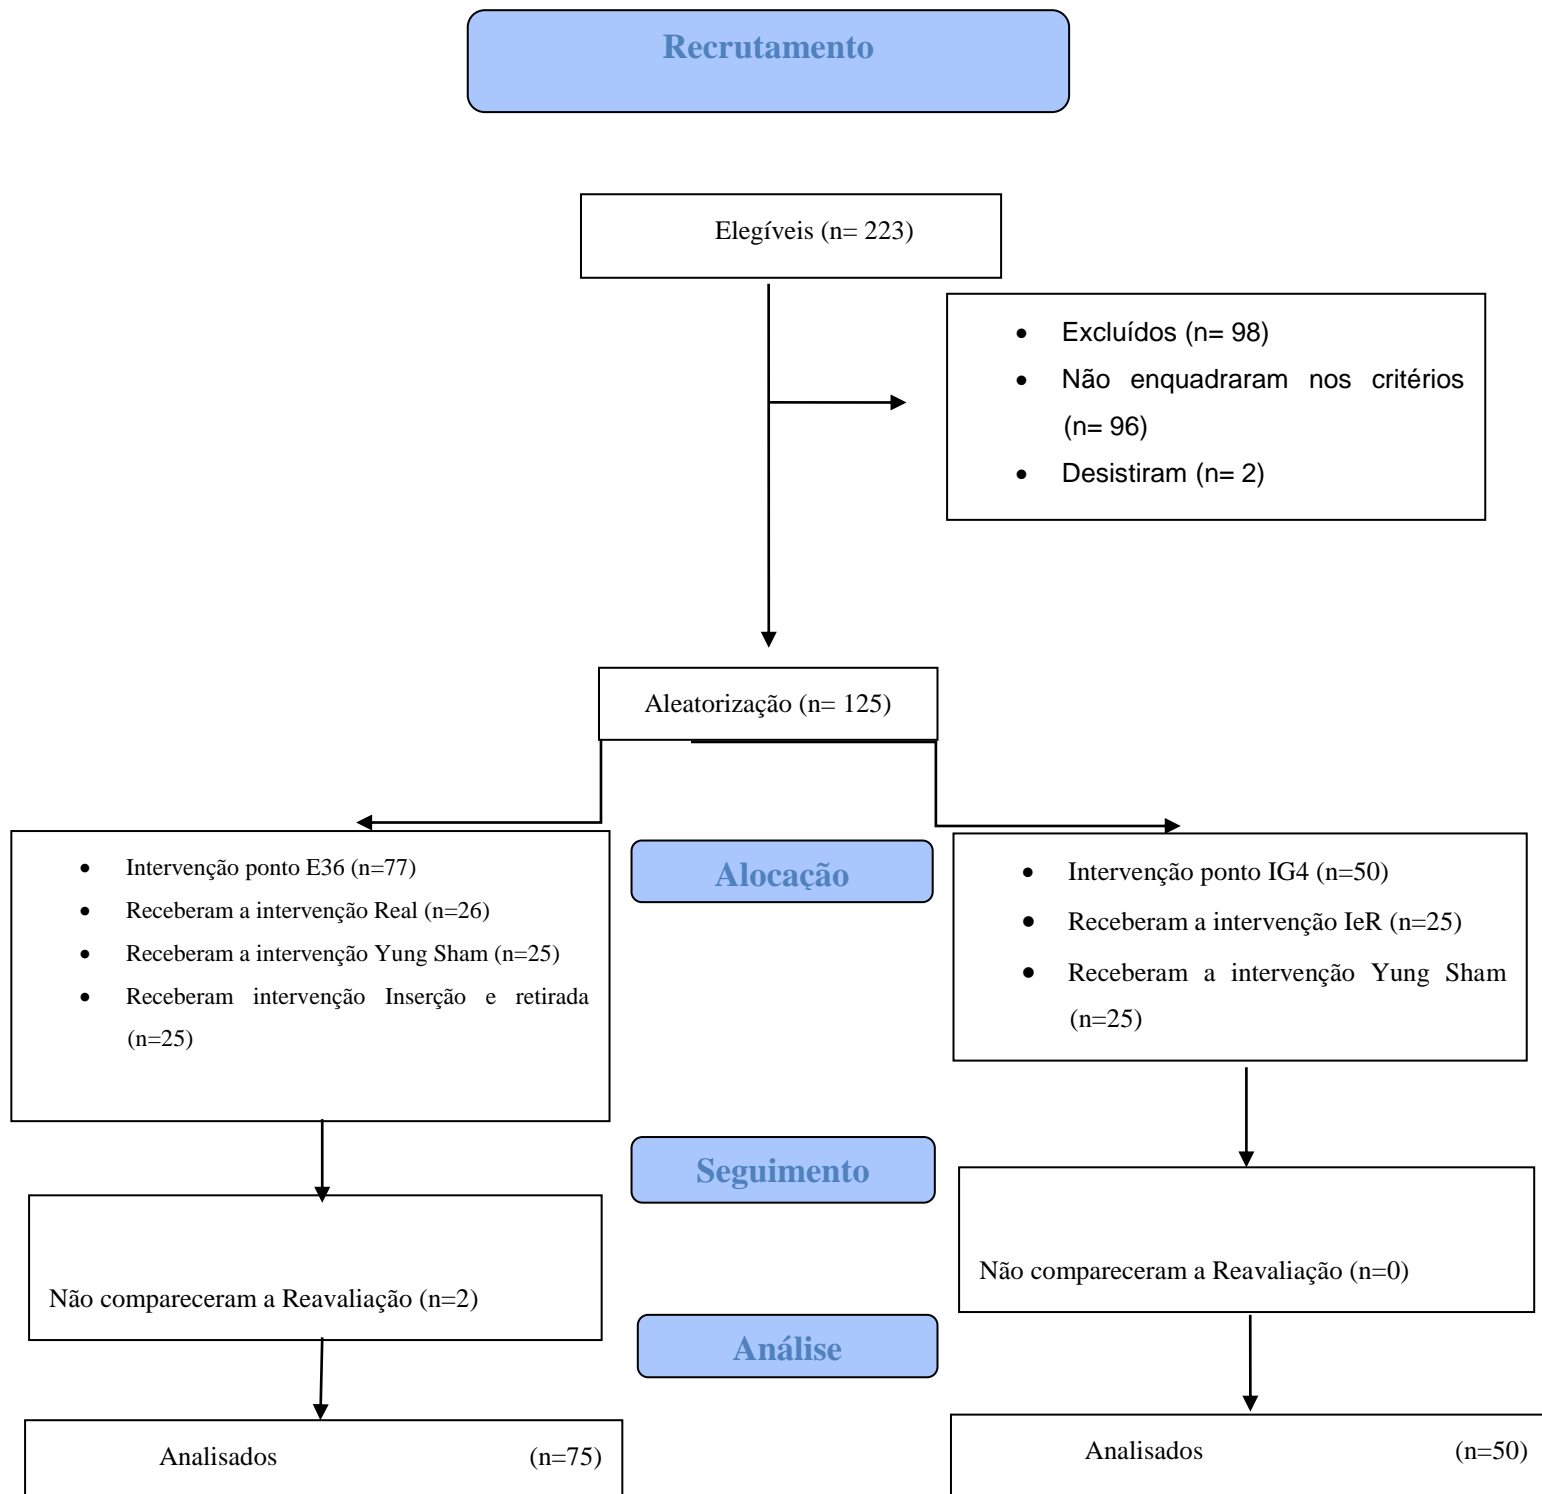 Recrutamento
Elegíveis (n= 223)
• Excluídos (n= 98)
• Não enquadraram nos critérios
(n= 96)
• Desistiram (n= 2)
Aleatorização (n= 125)
• Intervenção ponto E36 (n=77)
• Receberam a intervenção Real (n=26)
• Receberam a intervenção Yung Sham (n=25)
• Receberam intervenção Inserção e retirada
(n=25)
Alocação
• Intervenção ponto IG4 (n=50)
• Receberam a intervenção IeR (n=25)
• Receberam a intervenção Yung Sham
(n=25)
Seguimento
Não compareceram a Reavaliação (n=2)
Não compareceram a Reavaliação (n=0)
Análise
Analisados (n=75)
Analisados (n=50)